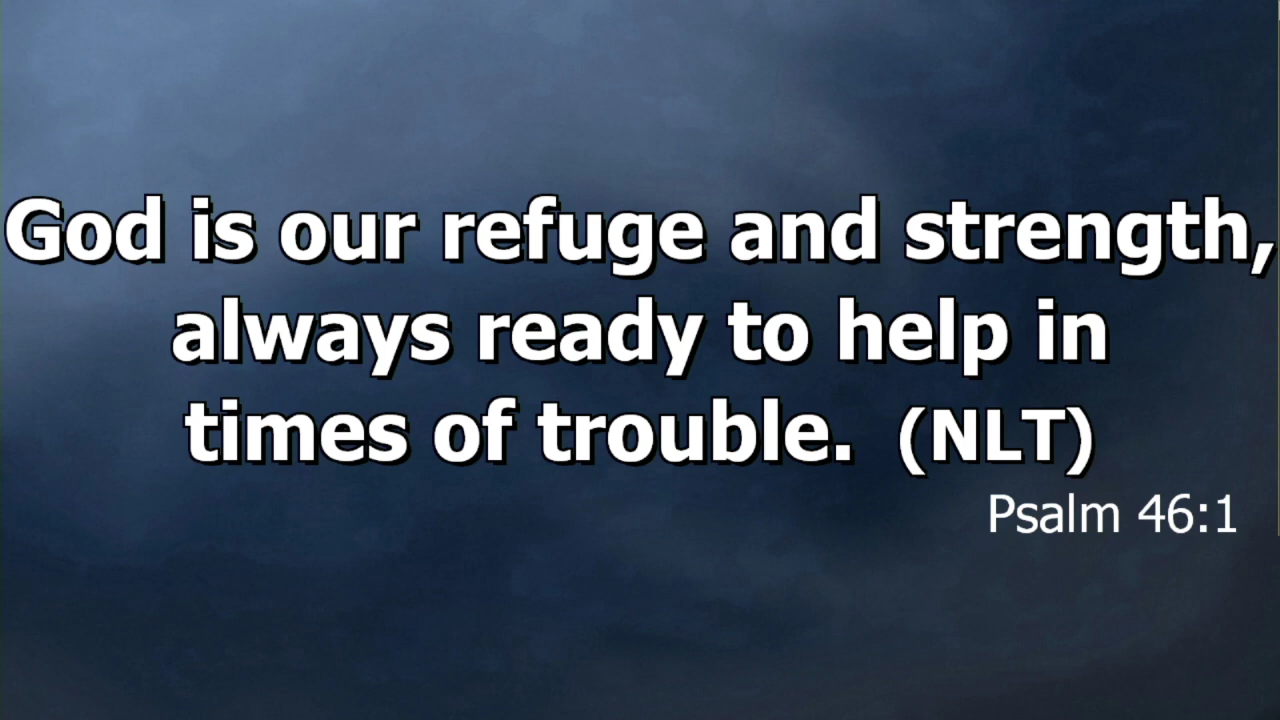 God is our refuge and strength,
always ready to help in
times of trouble. (NLT)
Psalm 46:1